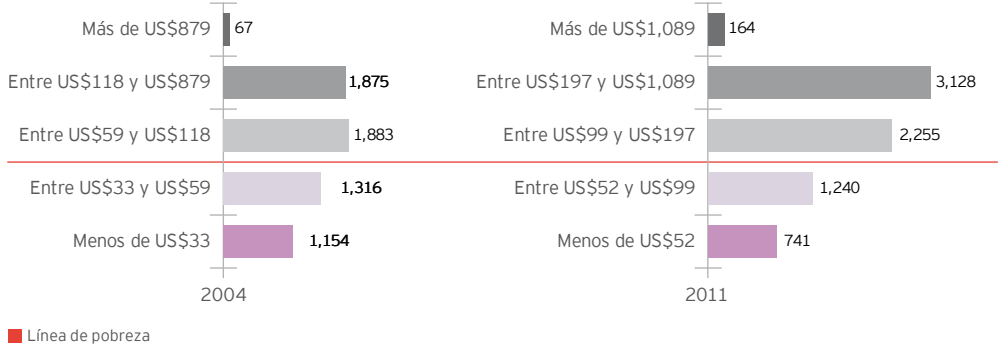 Más de US$879 67
Entre US$118 y US$879 1,875
Entre US$59 y US$118 1,883
Entre US$33 y US$59 1,316
Menos de US$33 1,154
2004
Más de US$1,089 164
Entre US$197 y US$1,089 3,128
Entre US$99 y US$197 2,255
Entre US$52 y US$99 1,240
Menos de US$52 741
2011
Línea de pobreza